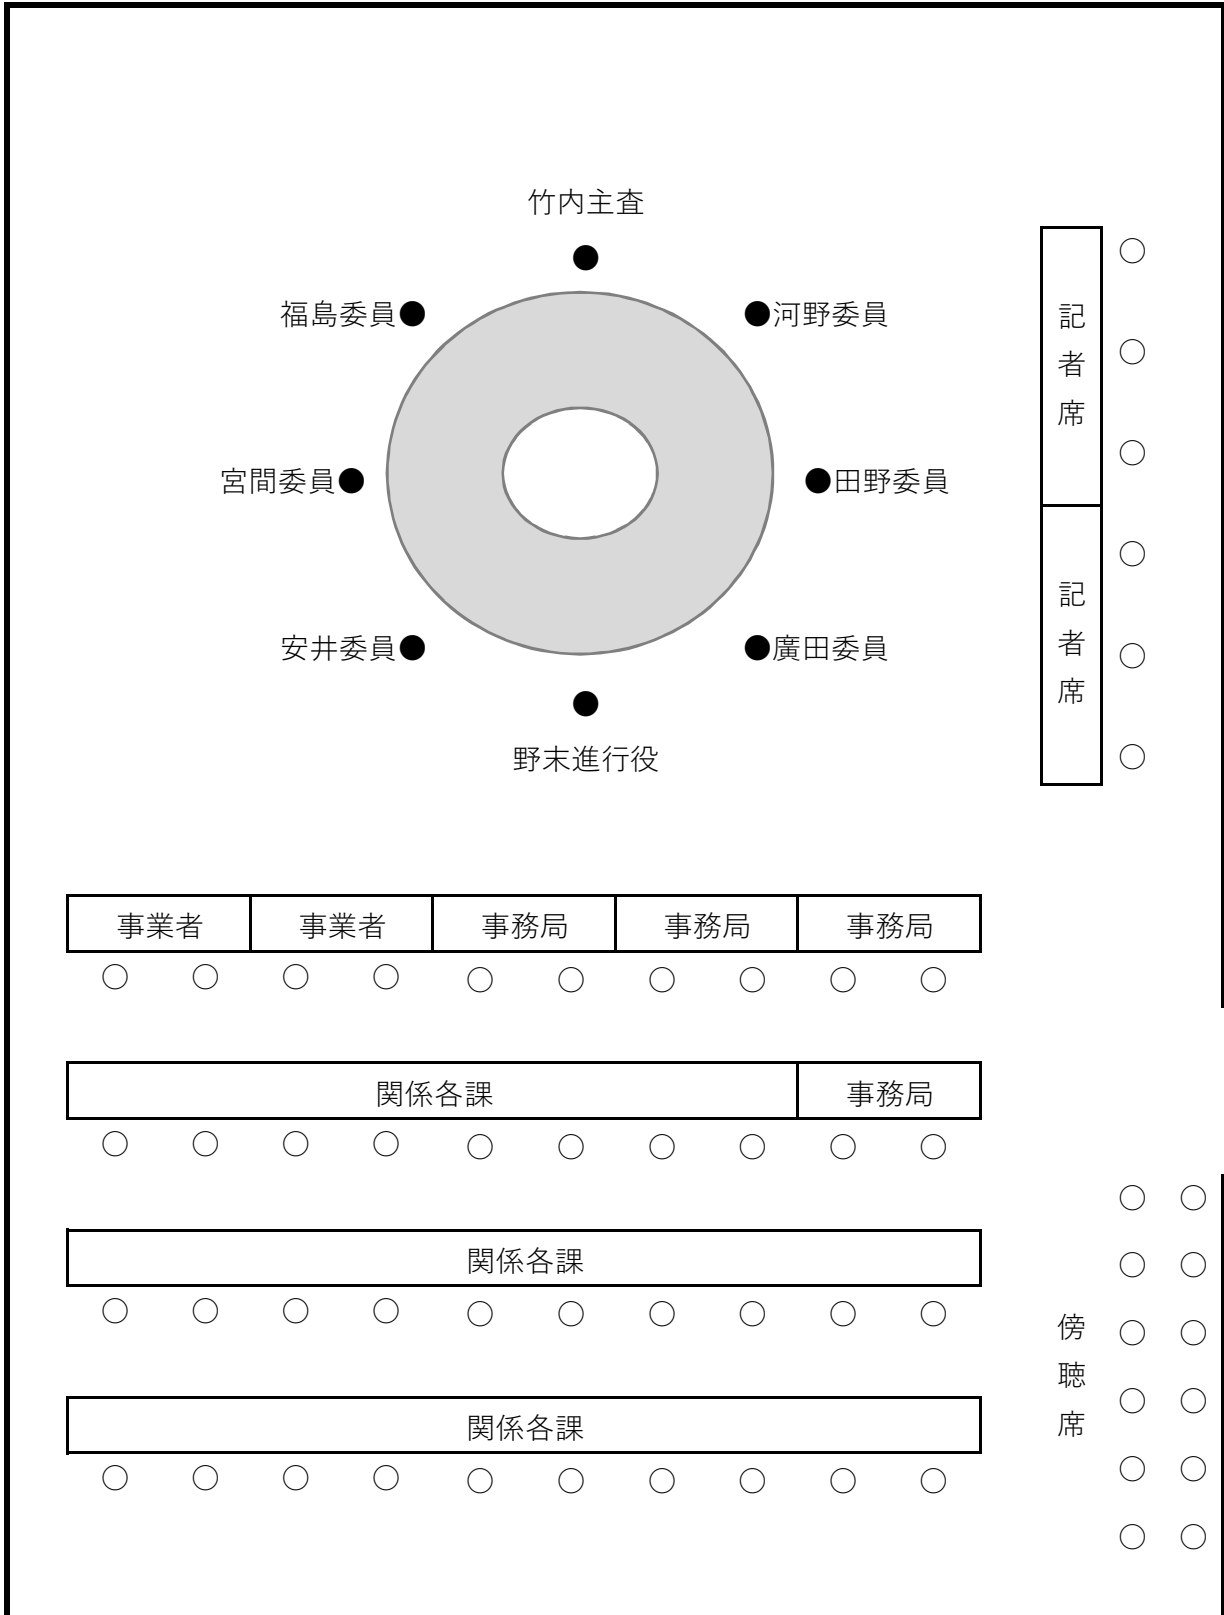 竹内主査
●
福島委員●
●河野委員
宮間委員●
●田野委員
安井委員●
●廣田委員
●
野末進行役
記者席
○
○
○
記者席
○
○
○
事業者
事業者
事務局
事務局
事務局
○ ○ ○ ○ ○ ○ ○ ○ ○ ○
関係各課
事務局
○ ○ ○ ○ ○ ○ ○ ○ ○ ○
関係各課
○ ○ ○ ○ ○ ○ ○ ○ ○ ○
関係各課
○ ○ ○ ○ ○ ○ ○ ○ ○ ○
傍聴席
○ ○
○ ○
○ ○
○ ○
○ ○
○ ○